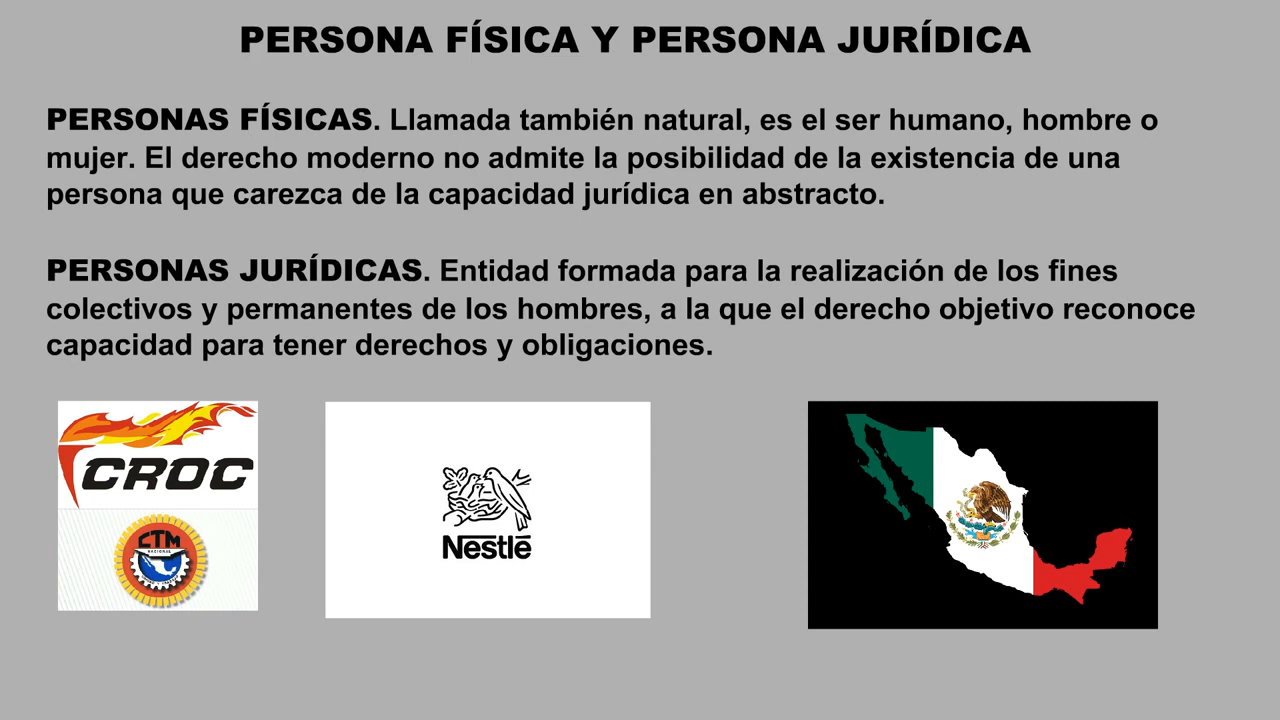 PERSONA FÍSICA Y PERSONA JURÍDICA
PERSONAS FÍSICAS. Llamada también natural, es el ser humano, hombre o
mujer. El derecho moderno no admite la posibilidad de la existencia de una
persona que carezca de la capacidad jurídica en abstracto.
PERSONAS JURÍDICAS. Entidad formada para la realización de los fines
colectivos y permanentes de los hombres, a la que el derecho objetivo reconoce
capacidad para tener derechos y obligaciones.
CROC
CTM
NACIONAL
Nestlé